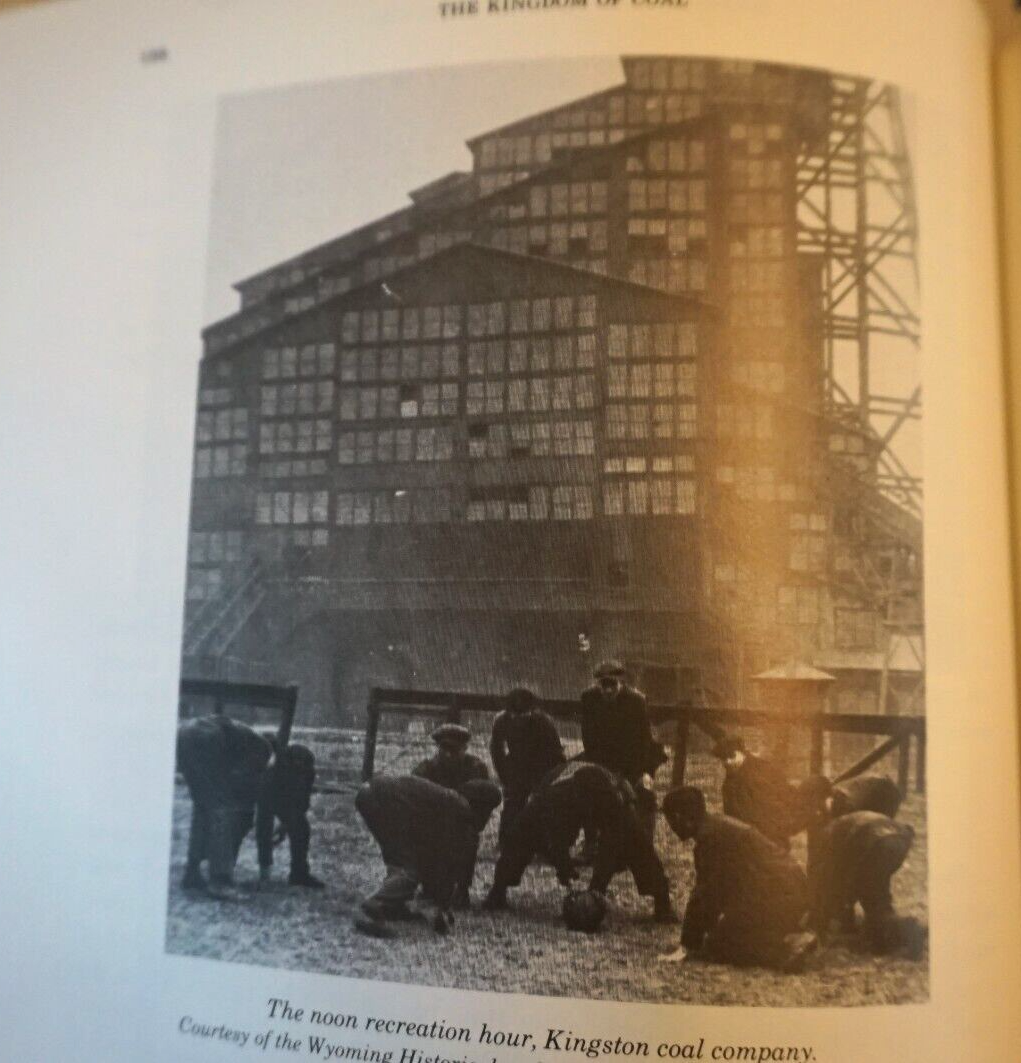 THE KINGDOM OF COAL
The noon recreation hour, Kingston coal company.
Courtesy of the Wyoming